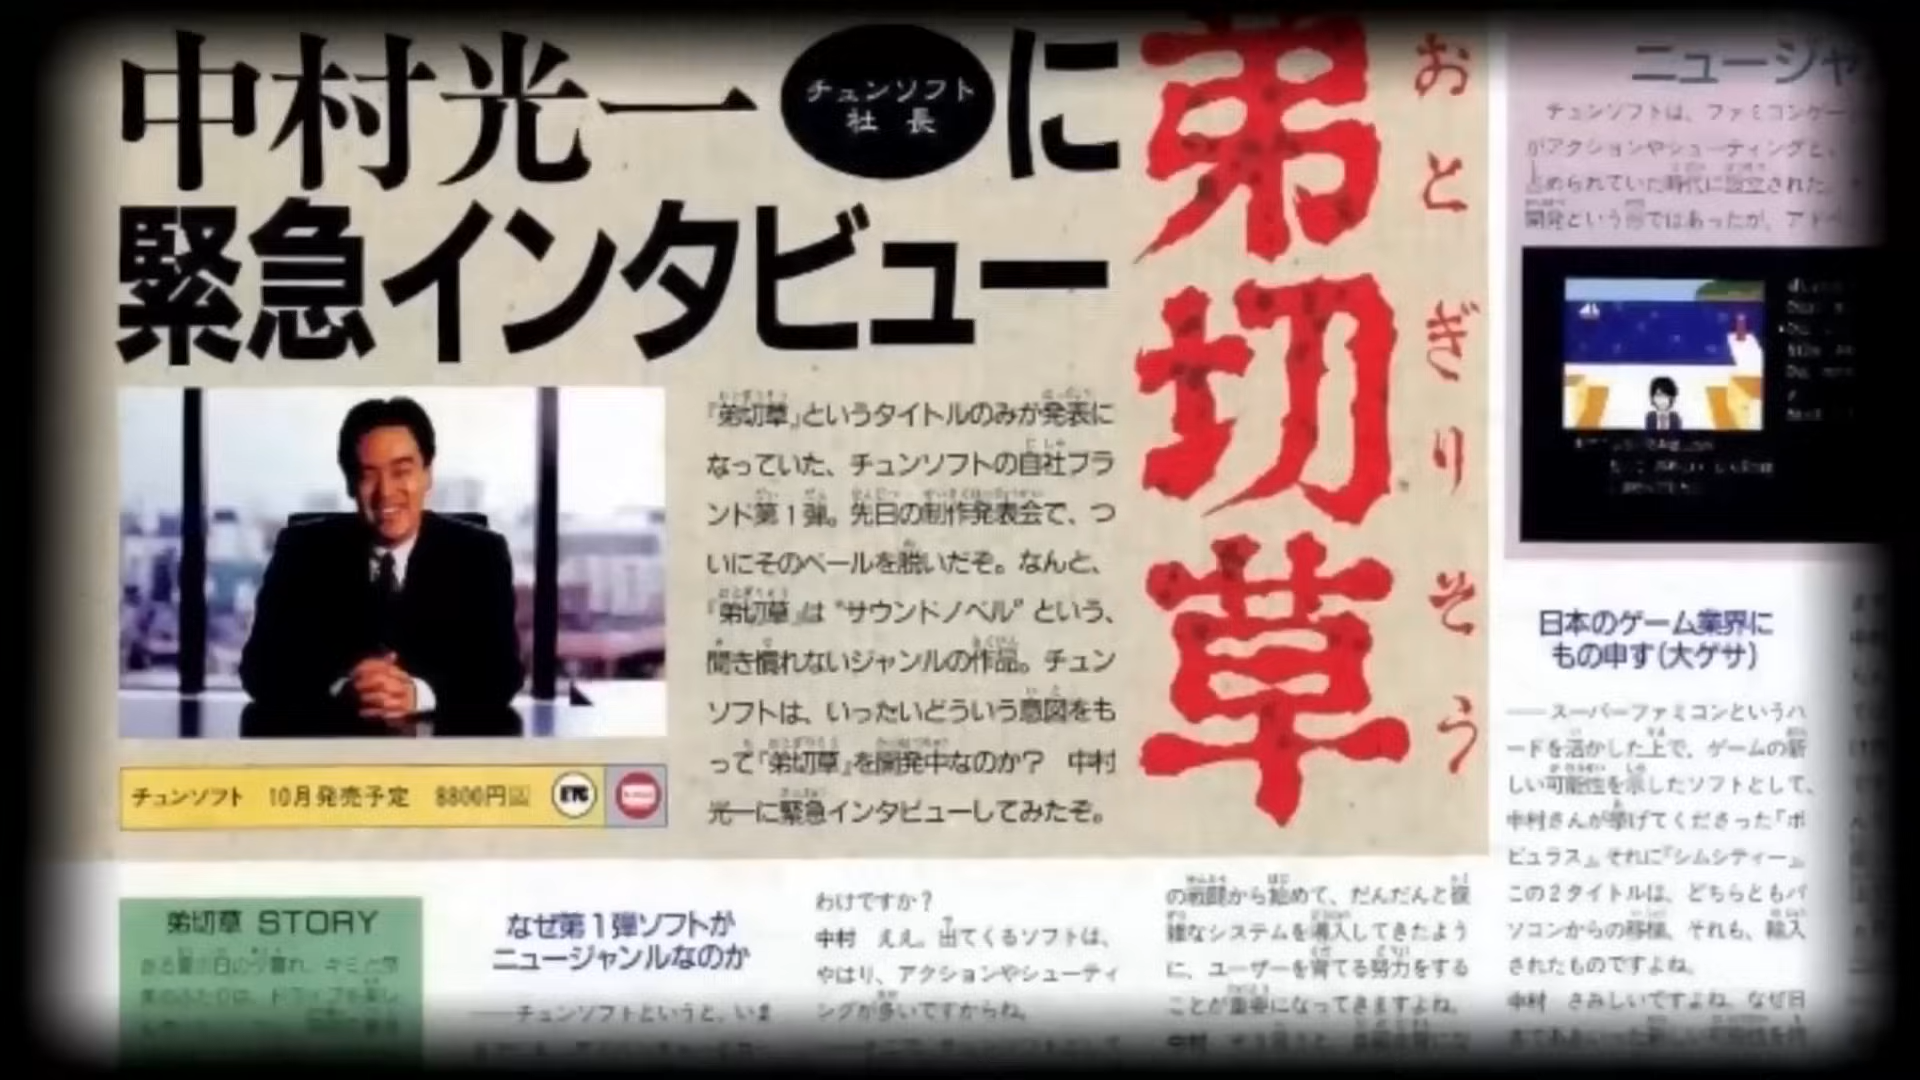 中村光一
チュンソフト
社長
に
緊急インタビュー
弟切草
おとぎりそう
『弟切草』というタイトルのみが発表に
なっていた、チュンソフトの自社ブラ
ンド第1弾。先日の制作発表会で、つ
いにそのベールを脱いだぞ。なんと、
『弟切草』は“サウンドノベル”という、
聞き慣れないジャンルの作品。チュン
ソフトは、いったいどういう意図をも
って『弟切草』を開発中なのか？ 中村
光一に緊急インタビューしてみたぞ。
チュンソフト 10月発売予定 8800円
ETC
弟切草 STORY
なぜ第1弾ソフトが
ニュージャンルなのか
――チュンソフトというと、いま
わけですか？
中村 ええ。出てくるソフトは、
やはり、アクションやシューティ
ングが多いですからね。
の戦闘から始めて、だんだんと複
雑なシステムを導入してきたよう
に、ユーザーを育てる努力をする
ことが重要になってきますよね。
ニュージャ
チュンソフトは、ファミコンゲー
がアクションやシューティングと、
占められていた時代に設立された。
開発という形ではあったが、アドベ
日本のゲーム業界に
もの申す（大ゲサ）
――スーパーファミコンというハ
ードを活かした上で、ゲームの新
しい可能性を示したソフトとして、
中村さんが挙げてくださった『ポ
ピュラス』。それに『シムシティー』。
この2タイトルは、どちらともパ
ソコンからの移植、それも、輸入
されたものですよね。
中村 さみしいですよね。なぜ日